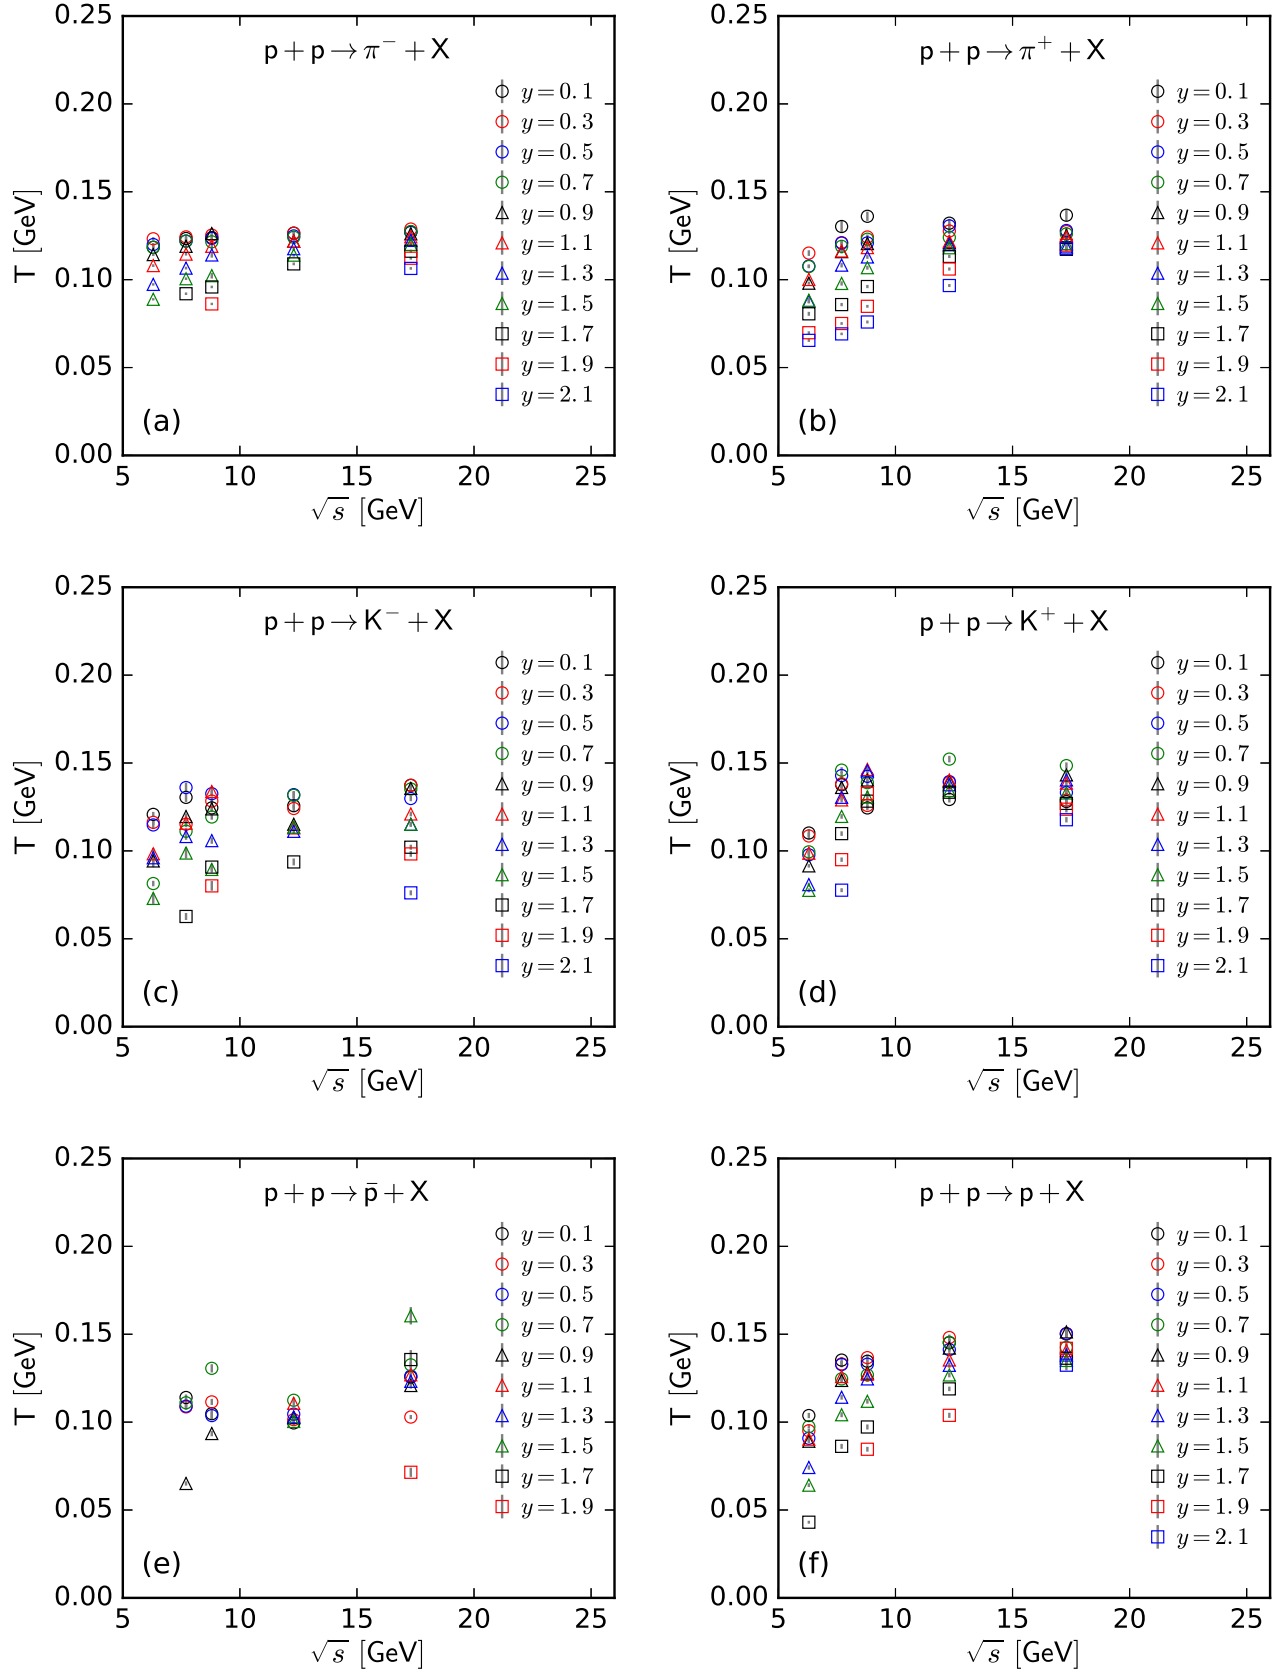 p + p → π⁻ + X
0.25
0.20
0.15
0.10
0.05
0.00
T [GeV]
y = 0.1
y = 0.3
y = 0.5
y = 0.7
y = 0.9
y = 1.1
y = 1.3
y = 1.5
y = 1.7
y = 1.9
y = 2.1
(a)
5 10 15 20 25
√s [GeV]
p + p → π⁺ + X
0.25
0.20
0.15
0.10
0.05
0.00
T [GeV]
y = 0.1
y = 0.3
y = 0.5
y = 0.7
y = 0.9
y = 1.1
y = 1.3
y = 1.5
y = 1.7
y = 1.9
y = 2.1
(b)
5 10 15 20 25
√s [GeV]
p + p → K⁻ + X
0.25
0.20
0.15
0.10
0.05
0.00
T [GeV]
y = 0.1
y = 0.3
y = 0.5
y = 0.7
y = 0.9
y = 1.1
y = 1.3
y = 1.5
y = 1.7
y = 1.9
y = 2.1
(c)
5 10 15 20 25
√s [GeV]
p + p → K⁺ + X
0.25
0.20
0.15
0.10
0.05
0.00
T [GeV]
y = 0.1
y = 0.3
y = 0.5
y = 0.7
y = 0.9
y = 1.1
y = 1.3
y = 1.5
y = 1.7
y = 1.9
y = 2.1
(d)
5 10 15 20 25
√s [GeV]
p + p → p̄ + X
0.25
0.20
0.15
0.10
0.05
0.00
T [GeV]
y = 0.1
y = 0.3
y = 0.5
y = 0.7
y = 0.9
y = 1.1
y = 1.3
y = 1.5
y = 1.7
y = 1.9
(e)
5 10 15 20 25
√s [GeV]
p + p → p + X
0.25
0.20
0.15
0.10
0.05
0.00
T [GeV]
y = 0.1
y = 0.3
y = 0.5
y = 0.7
y = 0.9
y = 1.1
y = 1.3
y = 1.5
y = 1.7
y = 1.9
y = 2.1
(f)
5 10 15 20 25
√s [GeV]